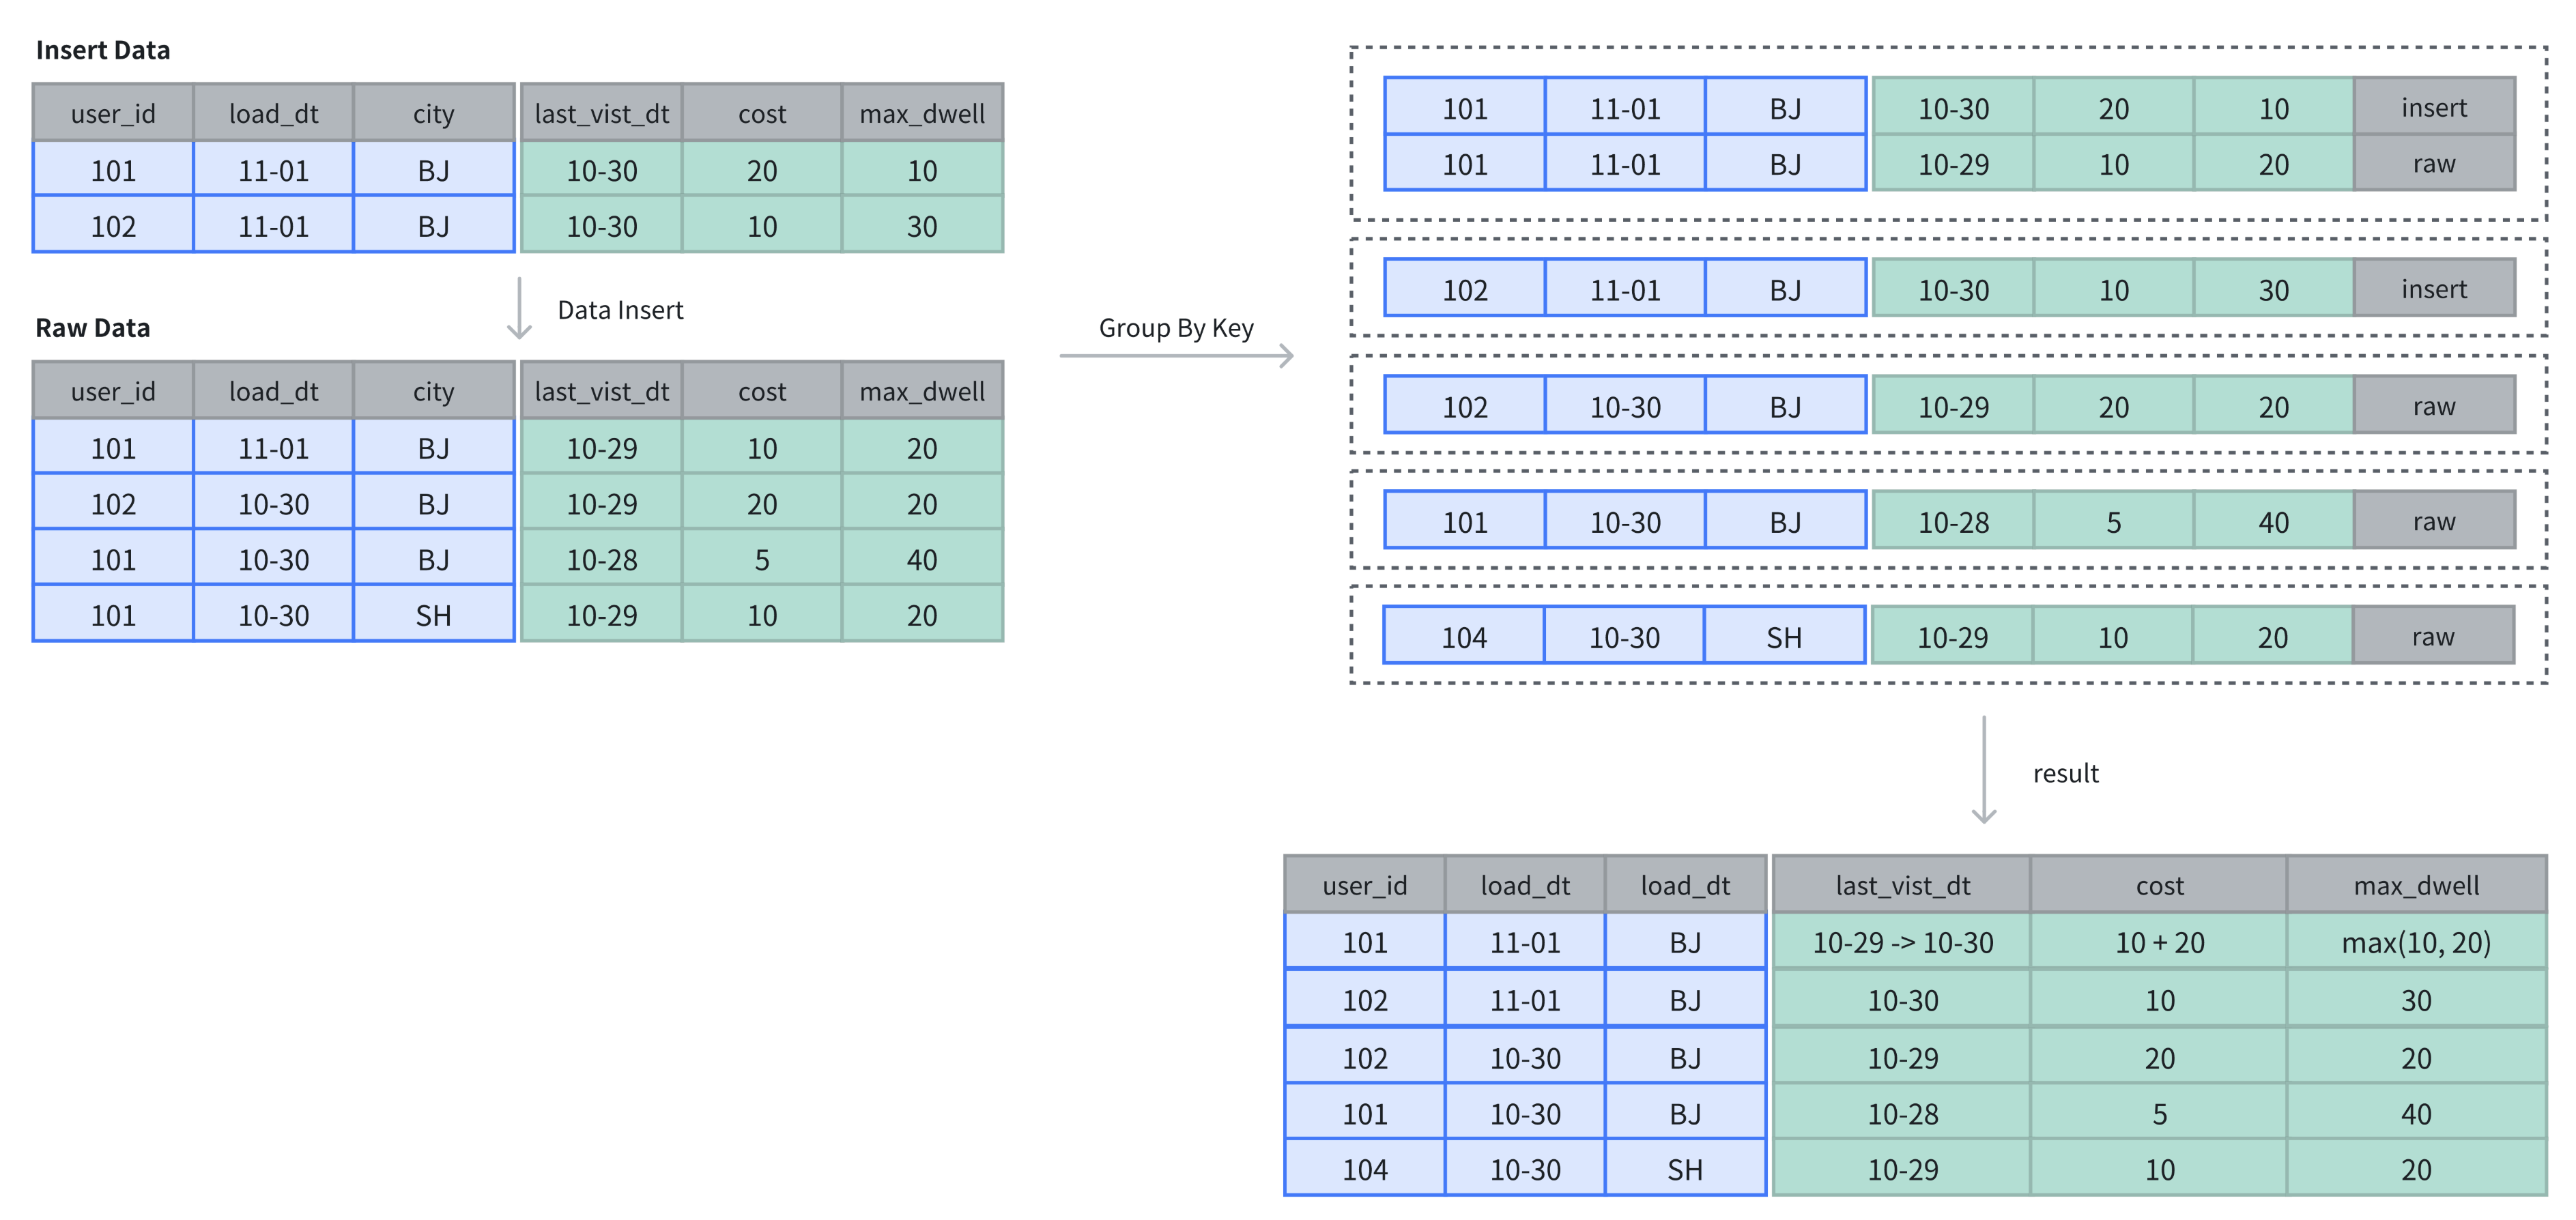 Insert Data
user_id load_dt city last_vist_dt cost max_dwell
101 11-01 BJ 10-30 20 10
102 11-01 BJ 10-30 10 30
Data Insert
Raw Data
user_id load_dt city last_vist_dt cost max_dwell
101 11-01 BJ 10-29 10 20
102 10-30 BJ 10-29 20 20
101 10-30 BJ 10-28 5 40
101 10-30 SH 10-29 10 20
Group By Key
101 11-01 BJ 10-30 20 10 insert
101 11-01 BJ 10-29 10 20 raw
102 11-01 BJ 10-30 10 30 insert
102 10-30 BJ 10-29 20 20 raw
101 10-30 BJ 10-28 5 40 raw
104 10-30 SH 10-29 10 20 raw
result
user_id load_dt load_dt last_vist_dt cost max_dwell
101 11-01 BJ 10-29 -> 10-30 10 + 20 max(10, 20)
102 11-01 BJ 10-30 10 30
102 10-30 BJ 10-29 20 20
101 10-30 BJ 10-28 5 40
104 10-30 SH 10-29 10 20